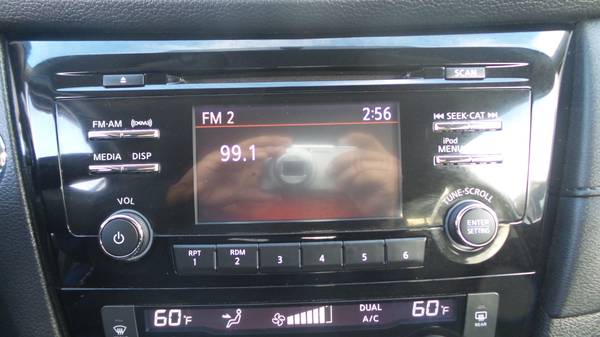 SCAN
FM·AM (XM)
FM 2 2:56
SEEK·CAT
99.1
iPod
MENU
MEDIA DISP
VOL
TUNE·SCROLL
ENTER
SETTING
RPT RDM
1 2 3 4 5 6
60°F DUAL 60°F
A/C
REAR